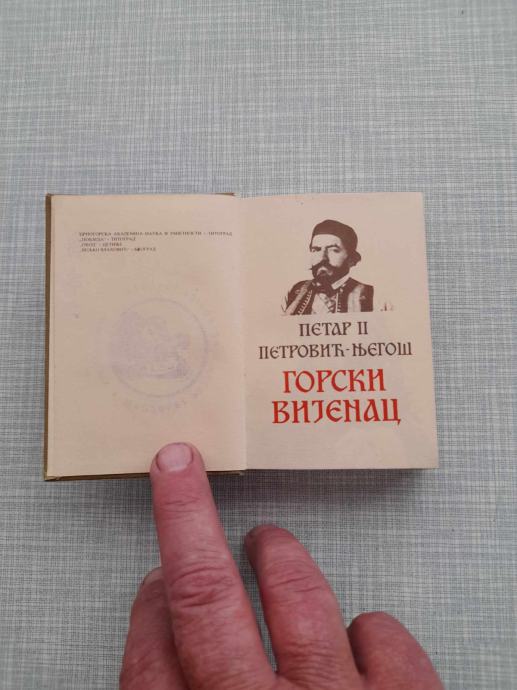 ЦРНОГОРСКА АКАДЕМИЈА НАУКА И УМЈЕТНОСТИ - ТИТОГРАД
„ПОБЈЕДА" - ТИТОГРАД
„ОБОД" - ЦЕТИЊЕ
„ВЕЉКО ВЛАХОВИЋ" - БЕОГРАД
ПЕТАР II
ПЕТРОВИЋ-ЊЕГОШ
ГОРСКИ
ВИЈЕНАЦ